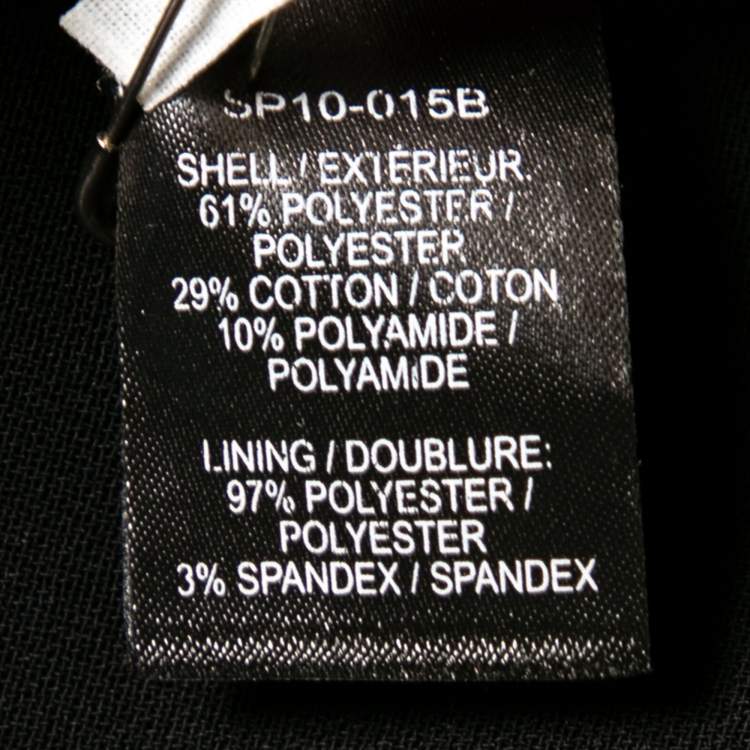 SP10-015B
SHELL / EXTÉRIEUR:
61% POLYESTER /
POLYESTER
29% COTTON / COTON
10% POLYAMIDE /
POLYAMIDE
LINING / DOUBLURE:
97% POLYESTER /
POLYESTER
3% SPANDEX / SPANDEX